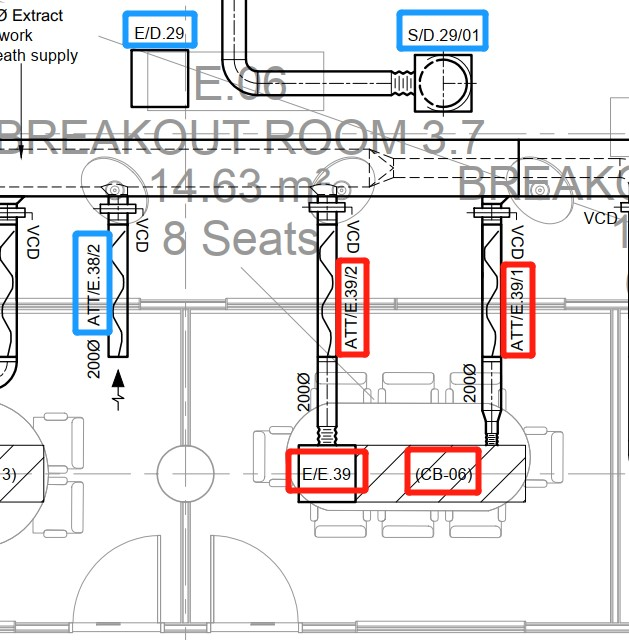 Ø Extract
work
eath supply
E/D.29
S/D.29/01
E.06
BREAKOUT ROOM 3.7
14.63 m²
8 Seats
BREAKO
1
VCD
VCD
VCD
VCD
VCD
ATT/E.38/2
ATT/E.39/2
ATT/E.39/1
200Ø
200Ø
200Ø
3)
E/E.39
(CB-06)